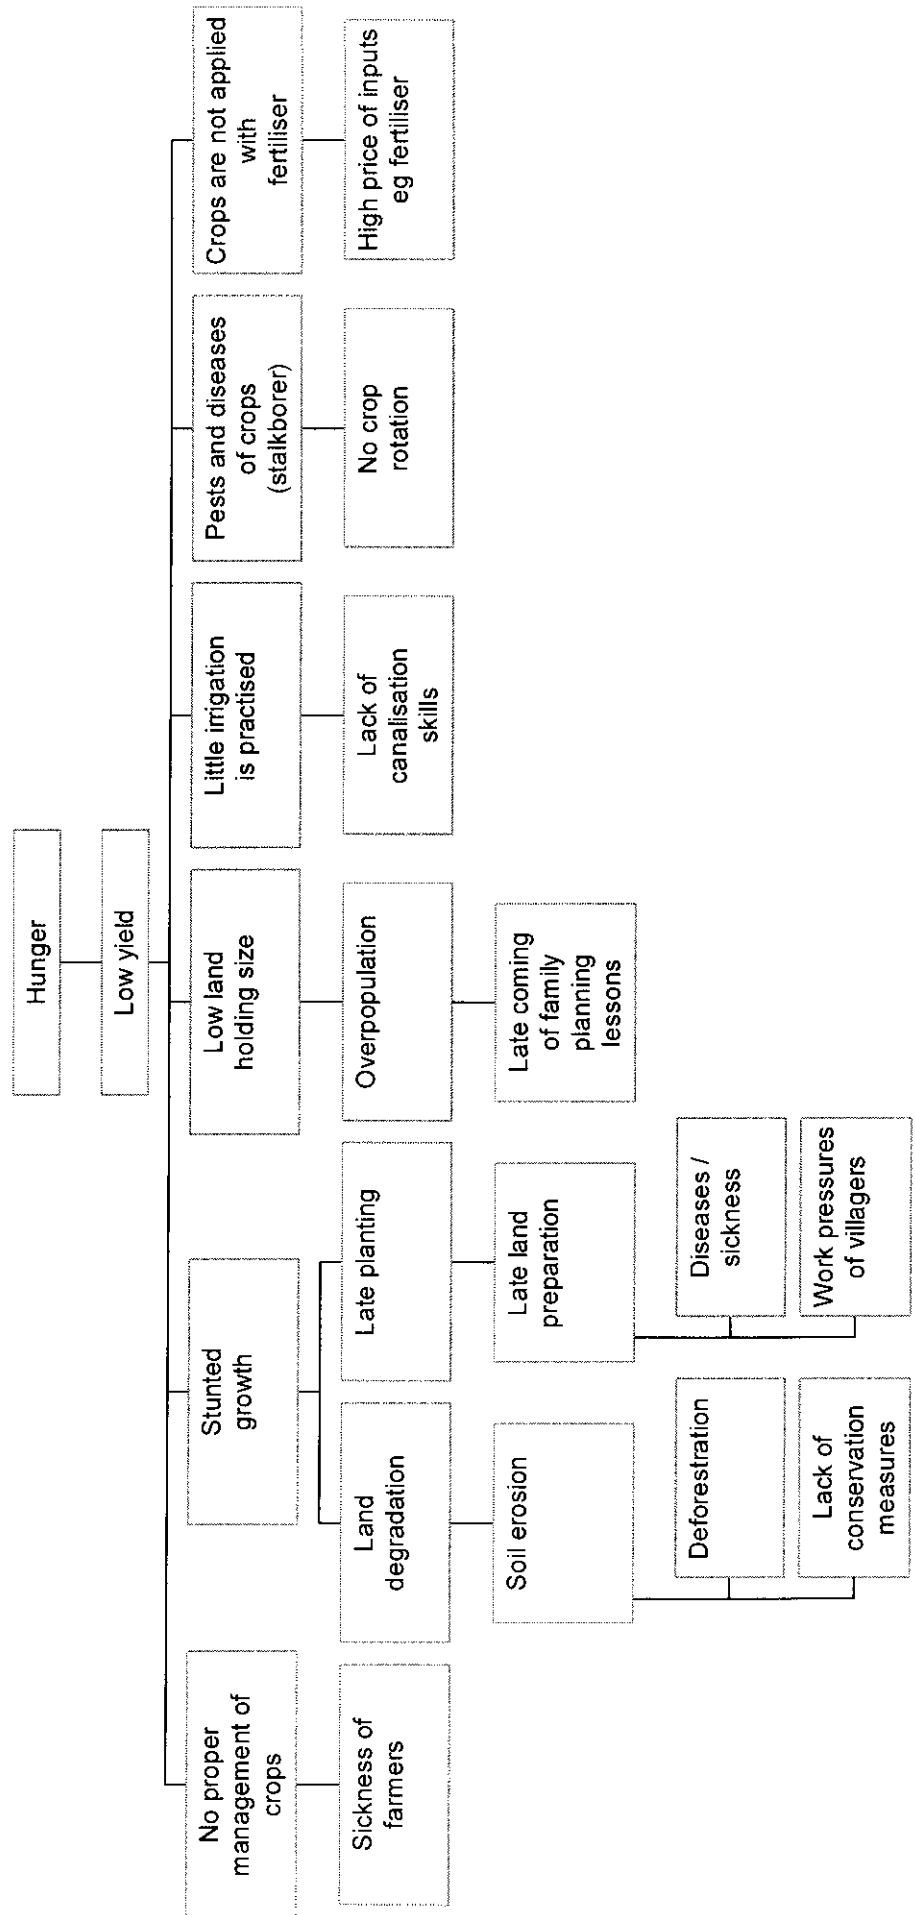 Hunger
Low yield
No proper
management of
crops
Stunted
growth
Low land
holding size
Little irrigation
is practised
Pests and diseases
of crops
(stalkborer)
Crops are not applied
with
fertiliser
Sickness of
farmers
Land
degradation
Late planting
Overpopulation
Lack of
canalisation
skills
No crop
rotation
High price of inputs
eg fertiliser
Soil erosion
Late land
preparation
Late coming
of family
planning
lessons
Deforestration
Diseases /
sickness
Lack of
conservation
measures
Work pressures
of villagers